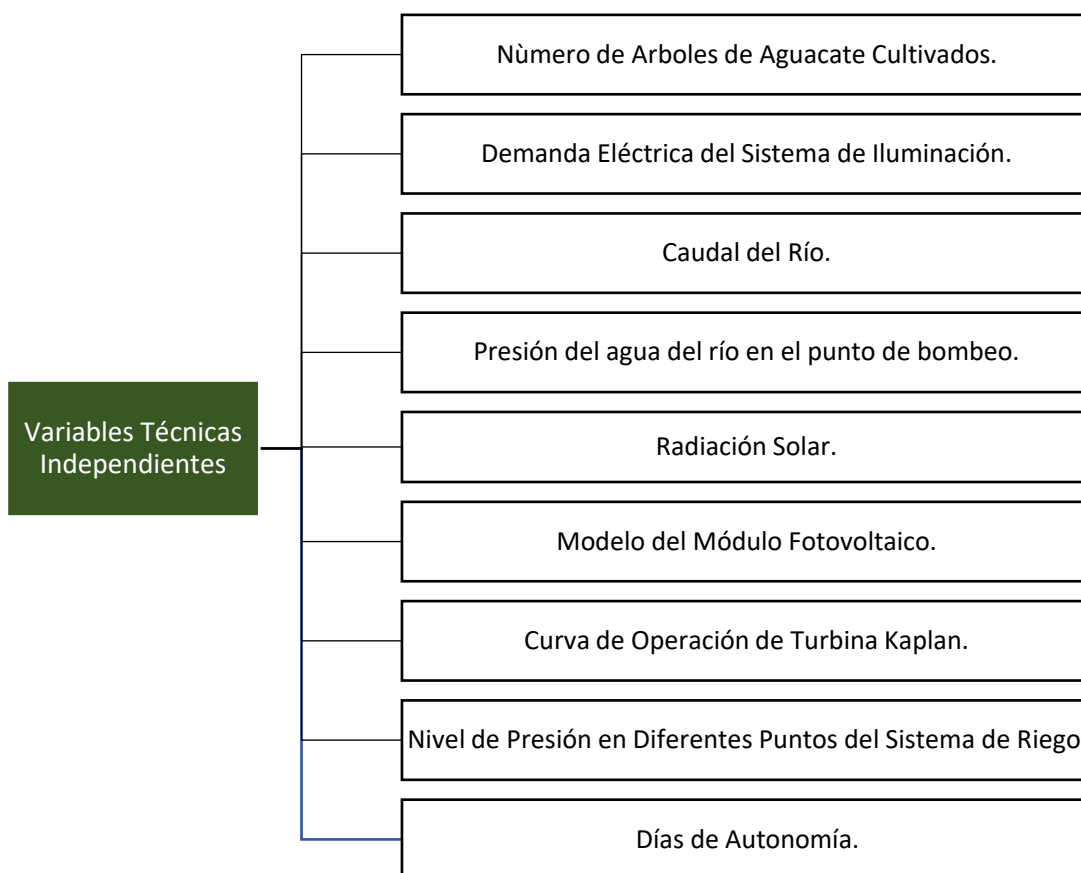 Nùmero de Arboles de Aguacate Cultivados.
Demanda Eléctrica del Sistema de Iluminación.
Caudal del Río.
Presión del agua del río en el punto de bombeo.
Variables Técnicas
Independientes
Radiación Solar.
Modelo del Módulo Fotovoltaico.
Curva de Operación de Turbina Kaplan.
Nivel de Presión en Diferentes Puntos del Sistema de Riego
Días de Autonomía.